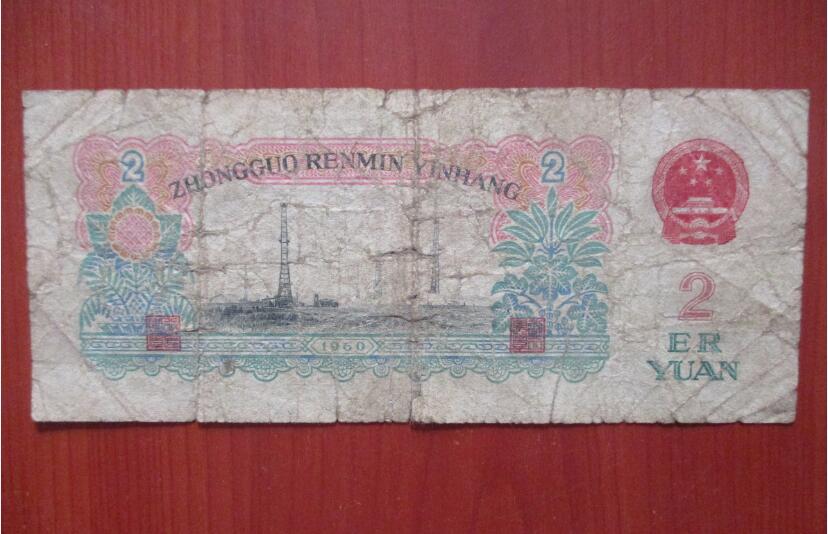 2
2
ZHONGGUO RENMIN YINHANG
2
ER
YUAN
1960